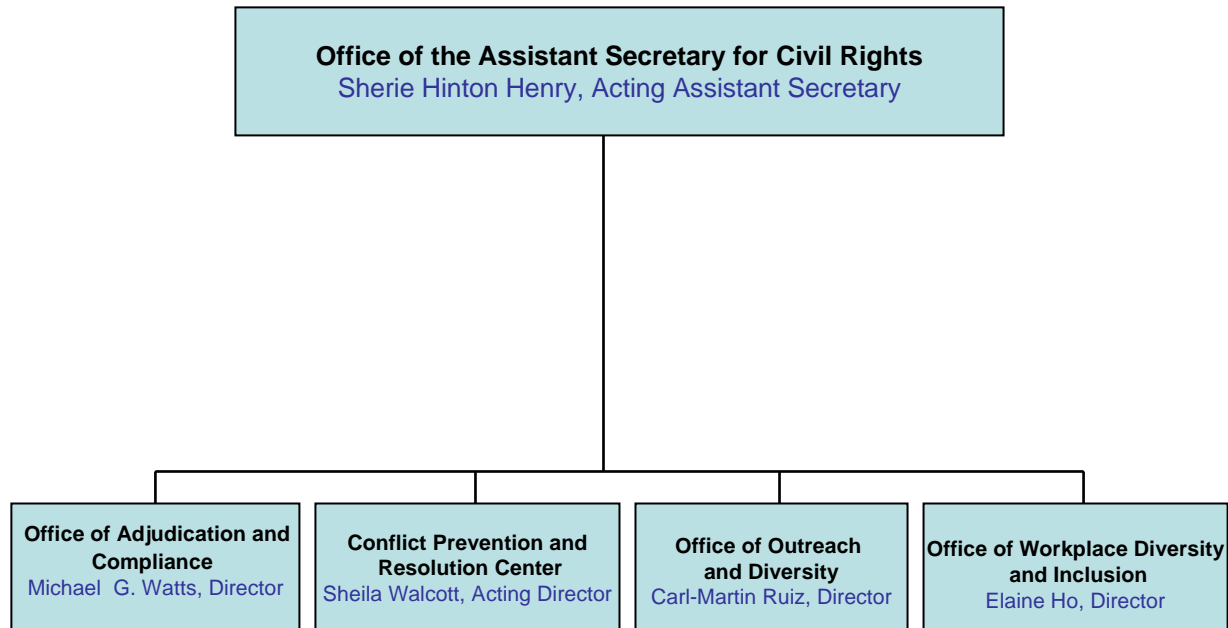 Office of the Assistant Secretary for Civil Rights
Sherie Hinton Henry, Acting Assistant Secretary
Office of Adjudication and
Compliance
Michael G. Watts, Director
Conflict Prevention and
Resolution Center
Sheila Walcott, Acting Director
Office of Outreach
and Diversity
Carl-Martin Ruiz, Director
Office of Workplace Diversity
and Inclusion
Elaine Ho, Director